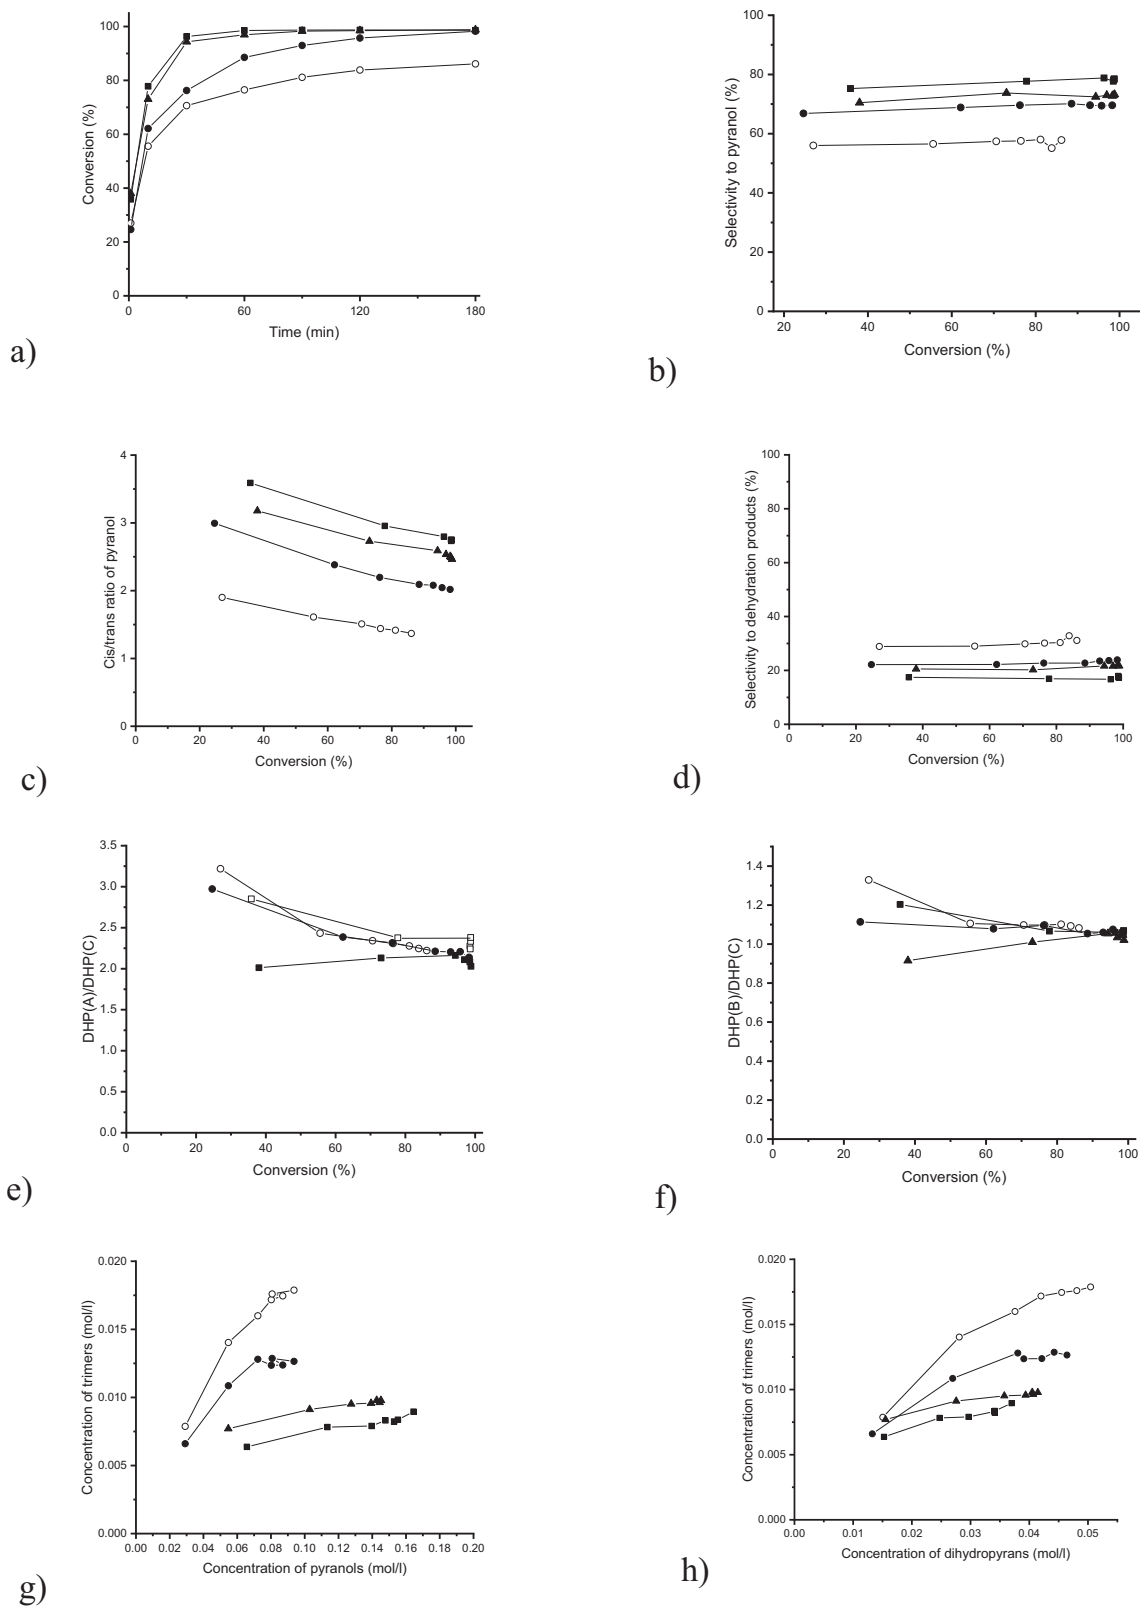 100
80
60
40
20
0
Conversion (%)
0 60 120 180
Time (min)
a)
100
80
60
40
20
0
Selectivity to pyranol (%)
20 40 60 80 100
Conversion (%)
b)
4
3
2
1
0
Cis/trans ratio of pyranol
0 20 40 60 80 100
Conversion (%)
c)
100
80
60
40
20
0
Selectivity to dehydration products (%)
0 20 40 60 80 100
Conversion (%)
d)
3.5
3.0
2.5
2.0
1.5
1.0
0.5
0.0
DHP(A)/DHP(C)
0 20 40 60 80 100
Conversion (%)
e)
1.4
1.2
1.0
0.8
0.6
0.4
0.2
0.0
DHP(B)/DHP(C)
0 20 40 60 80 100
Conversion (%)
f)
0.020
0.015
0.010
0.005
0.000
Concentration of trimers (mol/l)
0.00 0.02 0.04 0.06 0.08 0.10 0.12 0.14 0.16 0.18 0.20
Concentration of pyranols (mol/l)
g)
0.020
0.015
0.010
0.005
0.000
Concentration of trimers (mol/l)
0.00 0.01 0.02 0.03 0.04 0.05
Concentration of dihydropyrans (mol/l)
h)